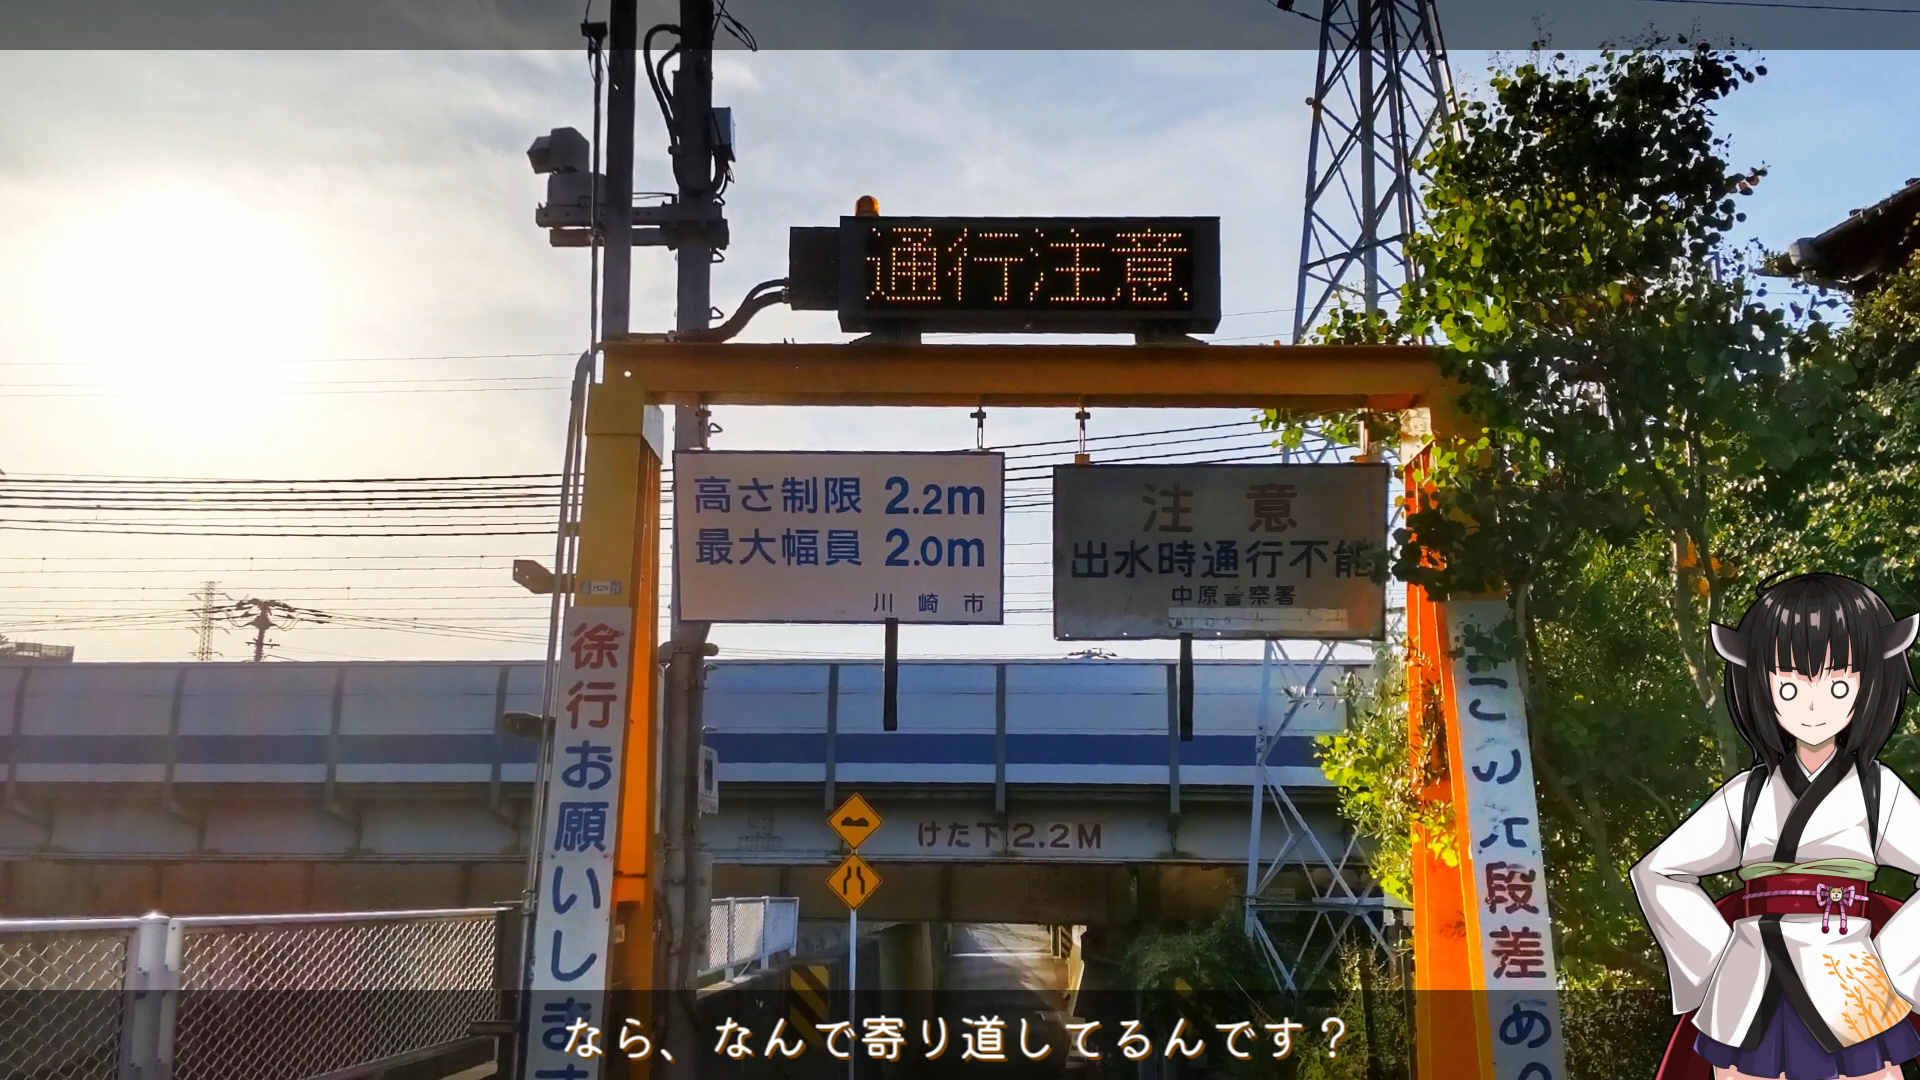 通行注意
高さ制限 2.2m
最大幅員 2.0m
川崎市
注意
出水時通行不能
中原警察署
徐行お願いします
段差あり
けた下2.2M
なら、なんで寄り道してるんです？